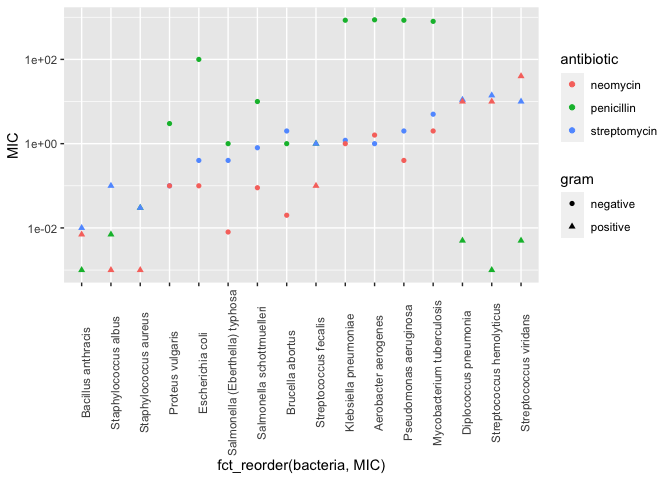 MIC
1e+02
1e+00
1e-02
Bacillus anthracis
Staphylococcus albus
Staphylococcus aureus
Proteus vulgaris
Escherichia coli
Salmonella (Eberthella) typhosa
Salmonella schottmuelleri
Brucella abortus
Streptococcus fecalis
Klebsiella pneumoniae
Aerobacter aerogenes
Pseudomonas aeruginosa
Mycobacterium tuberculosis
Diplococcus pneumonia
Streptococcus hemolyticus
Streptococcus viridans
fct_reorder(bacteria, MIC)
antibiotic
neomycin
penicillin
streptomycin
gram
negative
positive